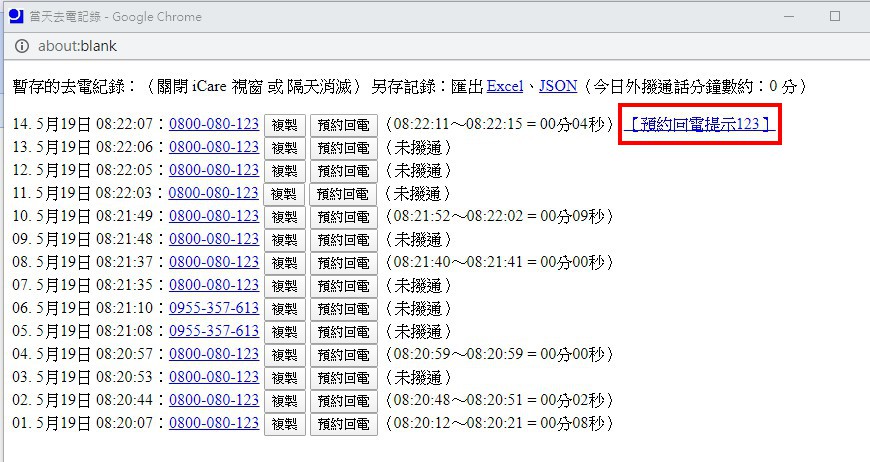 當天去電記錄 - Google Chrome
about:blank
暫存的去電紀錄：（關閉 iCare 視窗 或 隔天消滅） 另存記錄：匯出 Excel、JSON（今日外撥通話分鐘數約：0 分）
14. 5月19日 08:22:07：0800-080-123 複製 預約回電 （08:22:11～08:22:15 = 00分04秒） 【預約回電提示123】
13. 5月19日 08:22:06：0800-080-123 複製 預約回電 （未撥通）
12. 5月19日 08:22:05：0800-080-123 複製 預約回電 （未撥通）
11. 5月19日 08:22:03：0800-080-123 複製 預約回電 （未撥通）
10. 5月19日 08:21:49：0800-080-123 複製 預約回電 （08:21:52～08:22:02 = 00分09秒）
09. 5月19日 08:21:48：0800-080-123 複製 預約回電 （未撥通）
08. 5月19日 08:21:37：0800-080-123 複製 預約回電 （08:21:40～08:21:41 = 00分00秒）
07. 5月19日 08:21:35：0800-080-123 複製 預約回電 （未撥通）
06. 5月19日 08:21:10：0955-357-613 複製 預約回電 （未撥通）
05. 5月19日 08:21:08：0955-357-613 複製 預約回電 （未撥通）
04. 5月19日 08:20:57：0800-080-123 複製 預約回電 （08:20:59～08:20:59 = 00分00秒）
03. 5月19日 08:20:53：0800-080-123 複製 預約回電 （未撥通）
02. 5月19日 08:20:44：0800-080-123 複製 預約回電 （08:20:48～08:20:51 = 00分02秒）
01. 5月19日 08:20:07：0800-080-123 複製 預約回電 （08:20:12～08:20:21 = 00分08秒）